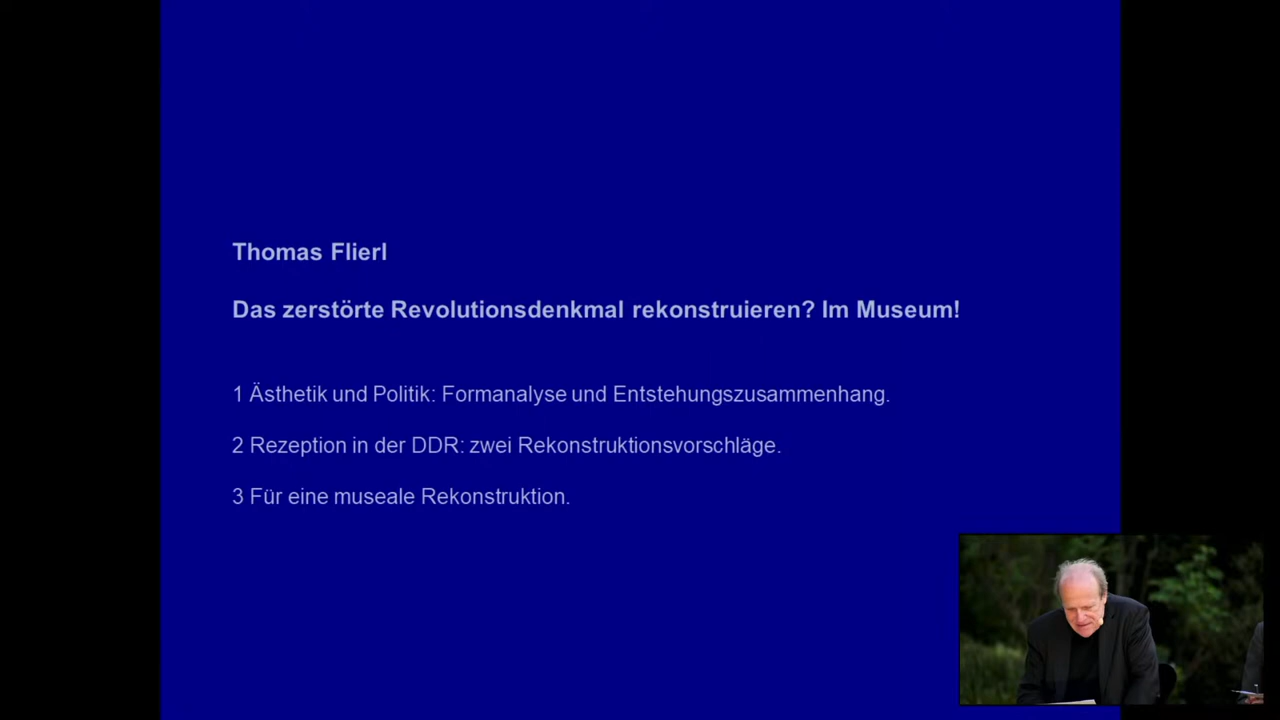 Thomas Flierl
Das zerstörte Revolutionsdenkmal rekonstruieren? Im Museum!
1 Ästhetik und Politik: Formanalyse und Entstehungszusammenhang.
2 Rezeption in der DDR: zwei Rekonstruktionsvorschläge.
3 Für eine museale Rekonstruktion.